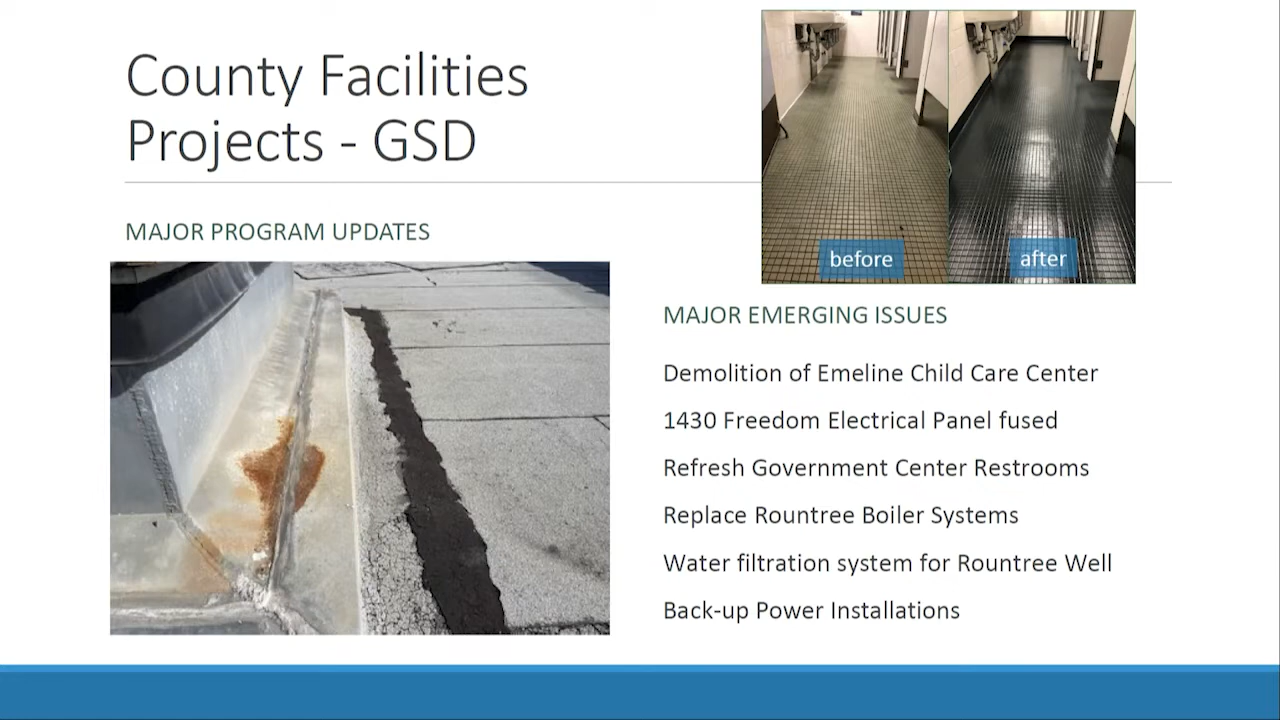 County Facilities
Projects - GSD
before
after
MAJOR PROGRAM UPDATES
MAJOR EMERGING ISSUES
Demolition of Emeline Child Care Center
1430 Freedom Electrical Panel fused
Refresh Government Center Restrooms
Replace Rountree Boiler Systems
Water filtration system for Rountree Well
Back-up Power Installations